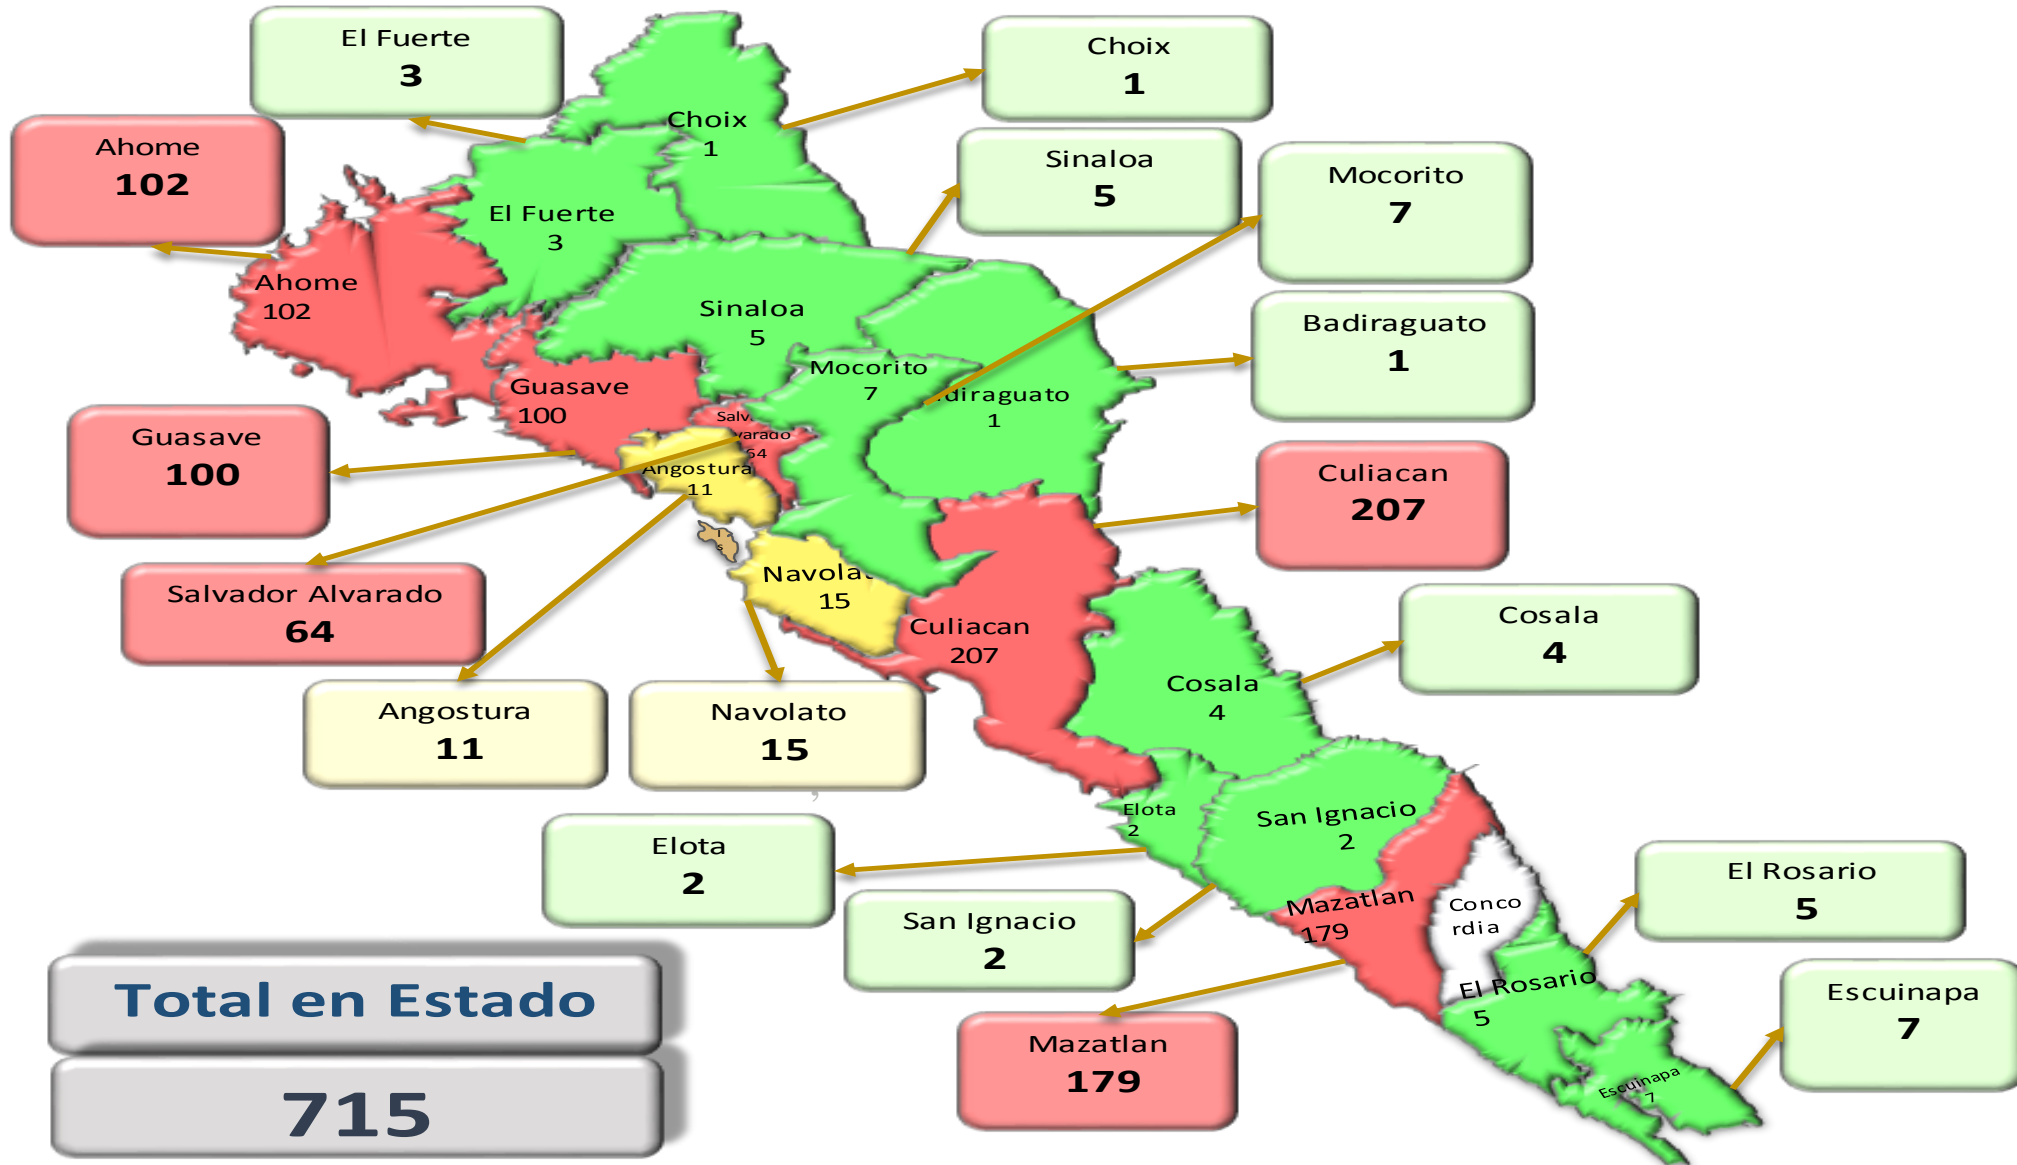 El Fuerte
3
Choix
1
Ahome
102
Sinaloa
5
Mocorito
7
Choix
1
El Fuerte
3
Ahome
102
Sinaloa
5
Badiraguato
1
Mocorito
7
diraguato
1
Guasave
100
Salv
varado
64
Guasave
100
Angostura
11
Culiacan
207
Salvador Alvarado
64
Navolat
15
Culiacan
207
Cosala
4
Cosala
4
Angostura
11
Navolato
15
,
Elota
2
San Ignacio
2
Elota
2
El Rosario
5
San Ignacio
2
Mazatlan
179
Conco
rdia
El Rosario
5
Escuinapa
7
Mazatlan
179
Escuinapa
7
Total en Estado
715